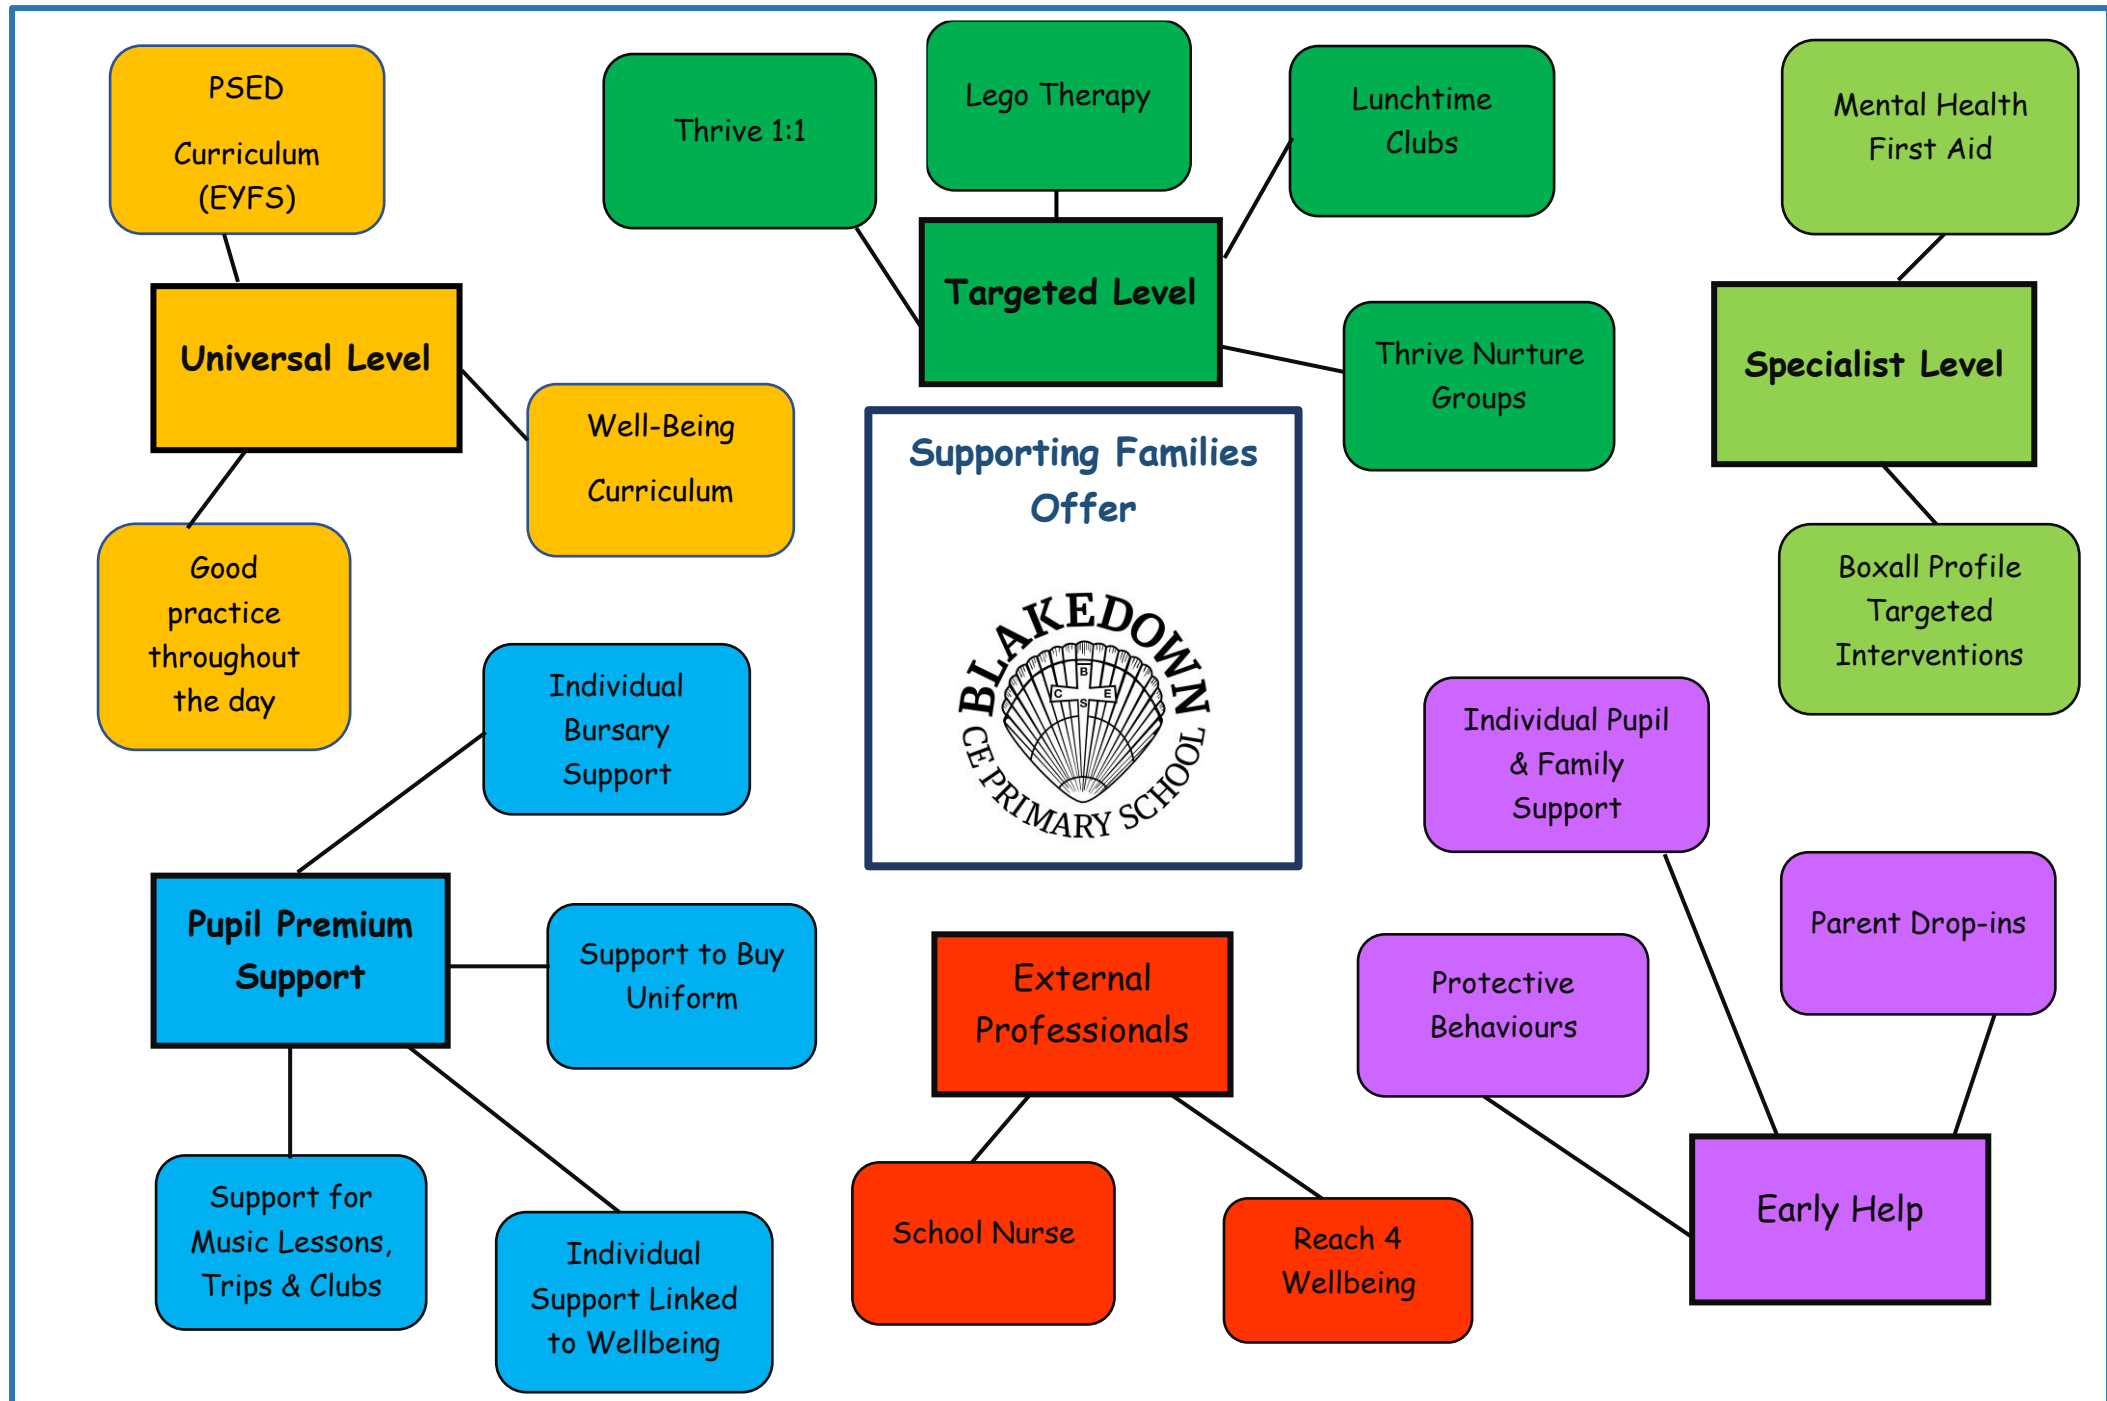 PSED
Curriculum
(EYFS)
Universal Level
Well-Being
Curriculum
Good
practice
throughout
the day
Thrive 1:1
Lego Therapy
Lunchtime
Clubs
Targeted Level
Thrive Nurture
Groups
Mental Health
First Aid
Specialist Level
Boxall Profile
Targeted
Interventions
Supporting Families
Offer
BLAKEDOWN
B
C E
S
CE PRIMARY SCHOOL
Individual
Bursary
Support
Pupil Premium
Support
Support to Buy
Uniform
Support for
Music Lessons,
Trips & Clubs
Individual
Support Linked
to Wellbeing
External
Professionals
School Nurse
Reach 4
Wellbeing
Individual Pupil
& Family
Support
Parent Drop-ins
Protective
Behaviours
Early Help